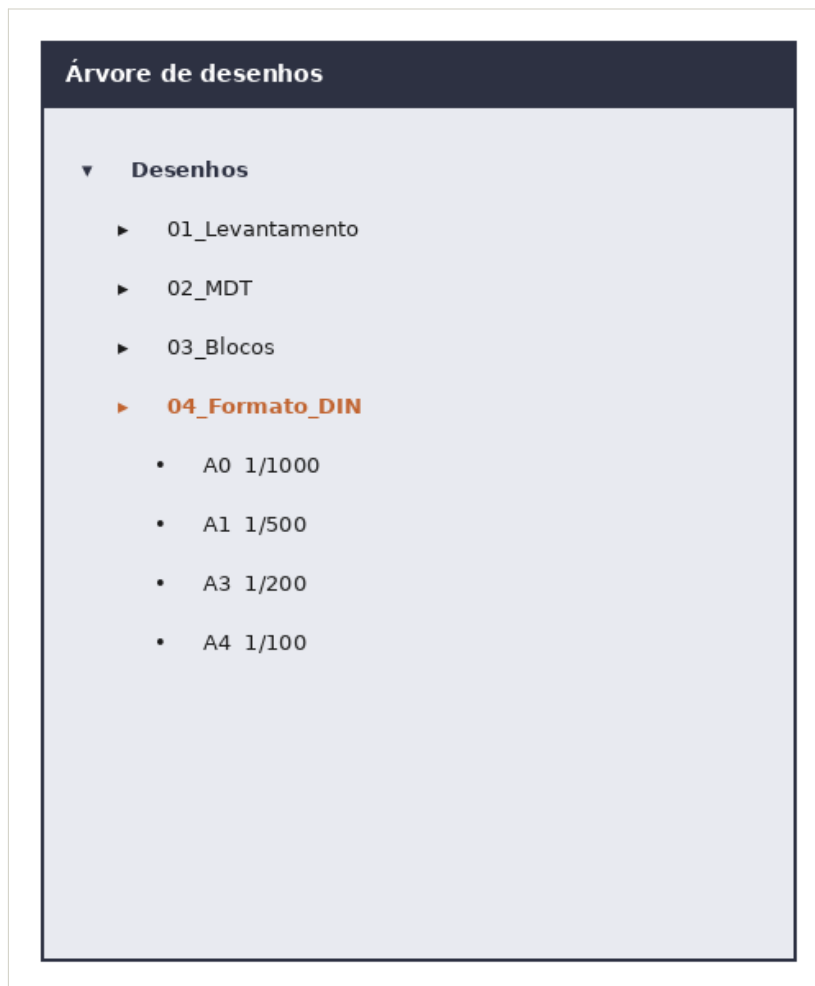 Árvore de desenhos
▾ Desenhos
▸ 01_Levantamento
▸ 02_MDT
▸ 03_Blocos
▸ 04_Formato_DIN
• A0 1/1000
• A1 1/500
• A3 1/200
• A4 1/100